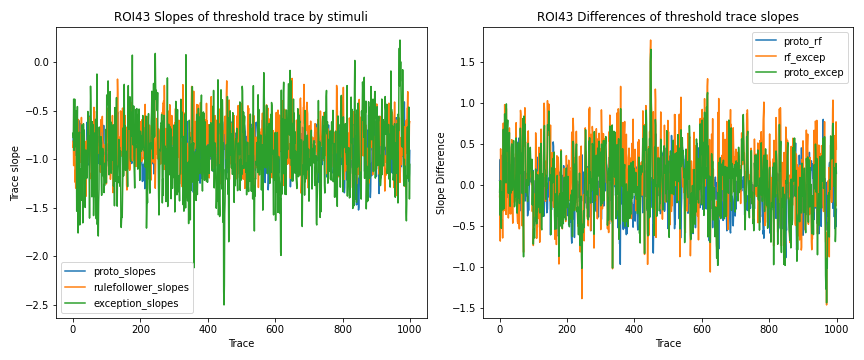 ROI43 Slopes of threshold trace by stimuli
Trace slope
0.0
−0.5
−1.0
−1.5
−2.0
−2.5
proto_slopes
rulefollower_slopes
exception_slopes
0 200 400 600 800 1000
Trace
ROI43 Differences of threshold trace slopes
Slope Difference
1.5
1.0
0.5
0.0
−0.5
−1.0
−1.5
proto_rf
rf_excep
proto_excep
0 200 400 600 800 1000
Trace